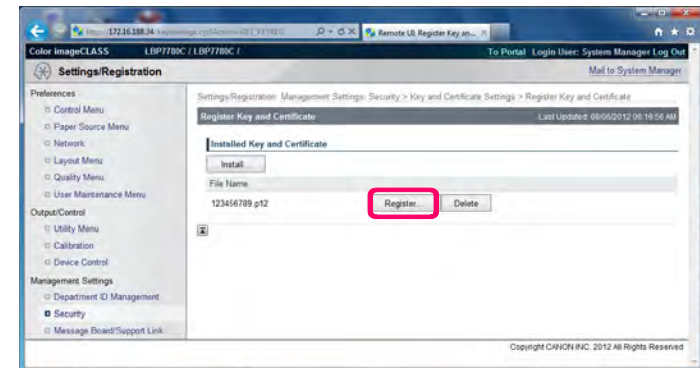 172.16.188.34
Remote UI: Register Key an...
Color imageCLASS LBP7780C / LBP7780C /
To Portal Login User: System Manager Log Out
Settings/Registration
Mail to System Manager
Preferences
Control Menu
Paper Source Menu
Network
Layout Menu
Quality Menu
User Maintenance Menu
Output/Control
Utility Menu
Calibration
Device Control
Management Settings
Department ID Management
Security
Message Board/Support Link
Settings/Registration: Management Settings: Security > Key and Certificate Settings > Register Key and Certificate
Register Key and Certificate
Last Updated: 08/06/2012 06:16:56 AM
Installed Key and Certificate
Install...
File Name
123456789.p12
Register...
Delete
Copyright CANON INC. 2012 All Rights Reserved